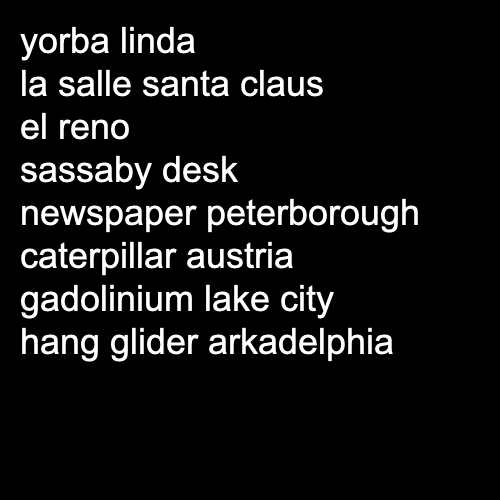 yorba linda
la salle santa claus
el reno
sassaby desk
newspaper peterborough
caterpillar austria
gadolinium lake city
hang glider arkadelphia